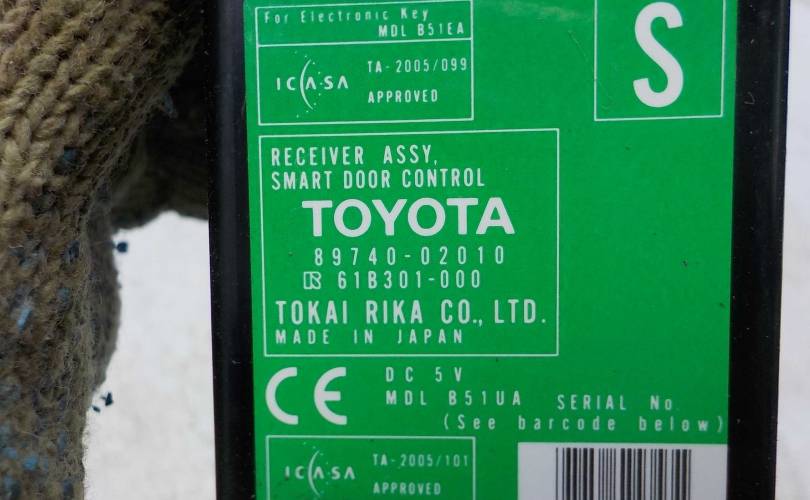 For Electronic Key
MDL B51EA
S
ICASA
TA-2005/099
APPROVED
RECEIVER ASSY,
SMART DOOR CONTROL
TOYOTA
89740-02010
R 61B301-000
TOKAI RIKA CO., LTD.
MADE IN JAPAN
CE
DC 5V
MDL B51UA SERIAL No.
(See barcode below)
ICASA
TA-2005/101
APPROVED